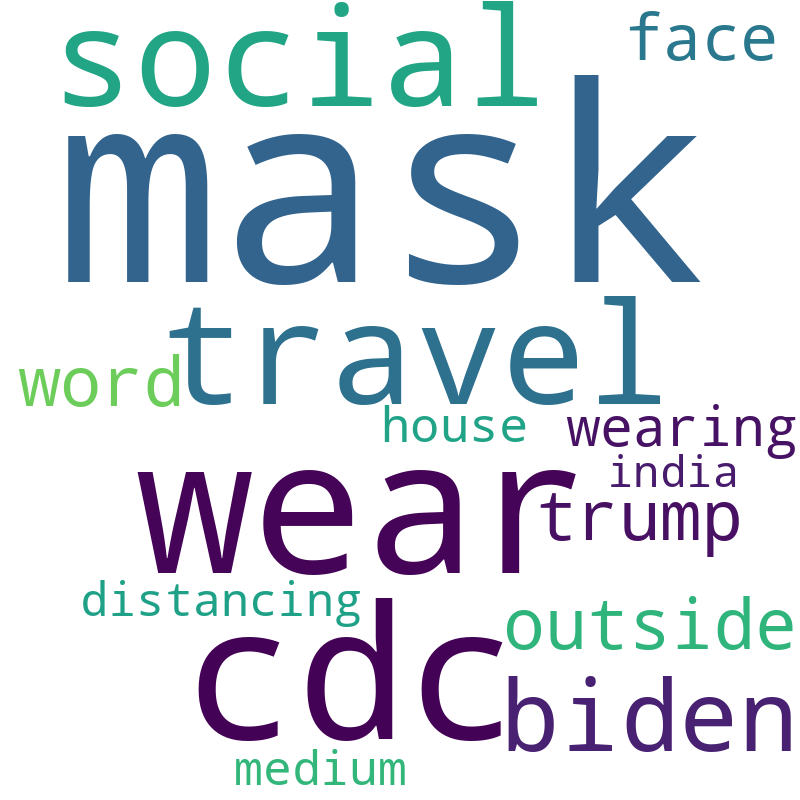 social
face
mask
travel
word
house
wearing
wear
india
trump
distancing
cdc
outside
biden
medium